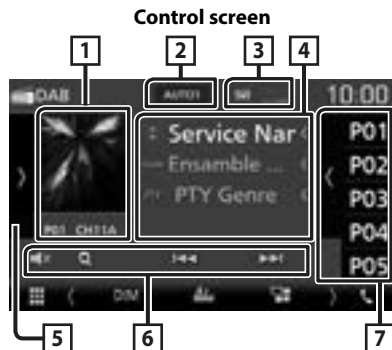 Control screen
1 2 3 4
DAB AUTO1 10:00
Service Nar
Ensamble ...
PTY Genre
P01 CH11A
P01
P02
P03
P04
P05
DIM
5 6 7